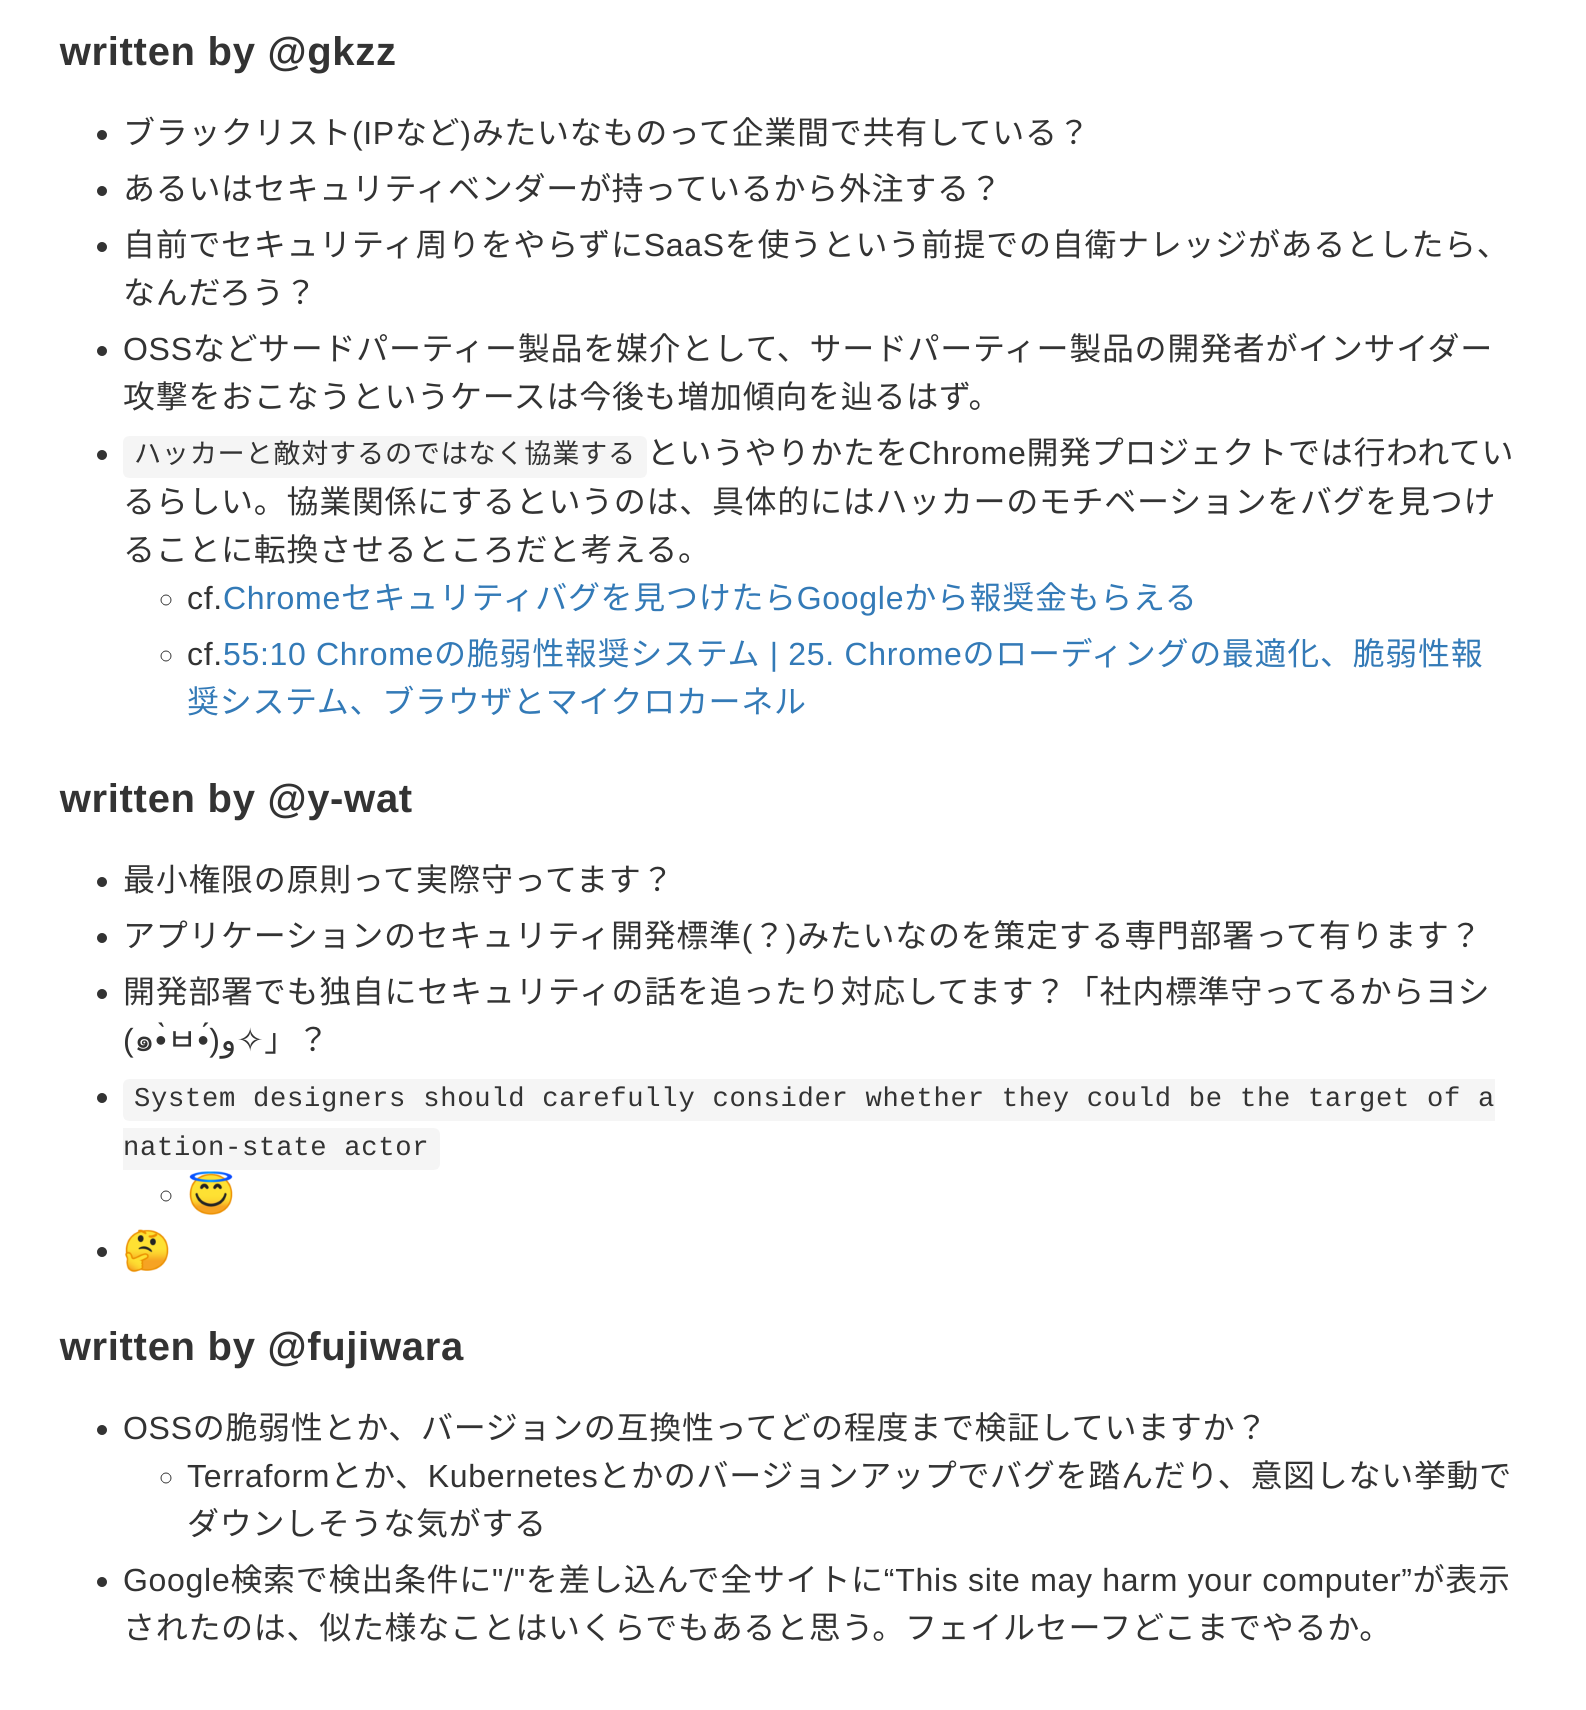 written by @gkzz
ブラックリスト(IPなど)みたいなものって企業間で共有している？
あるいはセキュリティベンダーが持っているから外注する？
自前でセキュリティ周りをやらずにSaaSを使うという前提での自衛ナレッジがあるとしたら、
なんだろう？
OSSなどサードパーティー製品を媒介として、サードパーティー製品の開発者がインサイダー
攻撃をおこなうというケースは今後も増加傾向を辿るはず。
ハッカーと敵対するのではなく協業する というやりかたをChrome開発プロジェクトでは行われてい
るらしい。協業関係にするというのは、具体的にはハッカーのモチベーションをバグを見つけ
ることに転換させるところだと考える。
cf.Chromeセキュリティバグを見つけたらGoogleから報奨金もらえる
cf.55:10 Chromeの脆弱性報奨システム | 25. Chromeのローディングの最適化、脆弱性報
奨システム、ブラウザとマイクロカーネル
written by @y-wat
最小権限の原則って実際守ってます？
アプリケーションのセキュリティ開発標準(？)みたいなのを策定する専門部署って有ります？
開発部署でも独自にセキュリティの話を追ったり対応してます？「社内標準守ってるからヨシ
(๑•̀ㅂ•́)و✧」？
System designers should carefully consider whether they could be the target of a
nation-state actor
😇
🤔
written by @fujiwara
OSSの脆弱性とか、バージョンの互換性ってどの程度まで検証していますか？
Terraformとか、Kubernetesとかのバージョンアップでバグを踏んだり、意図しない挙動で
ダウンしそうな気がする
Google検索で検出条件に"/"を差し込んで全サイトに“This site may harm your computer”が表示
されたのは、似た様なことはいくらでもあると思う。フェイルセーフどこまでやるか。